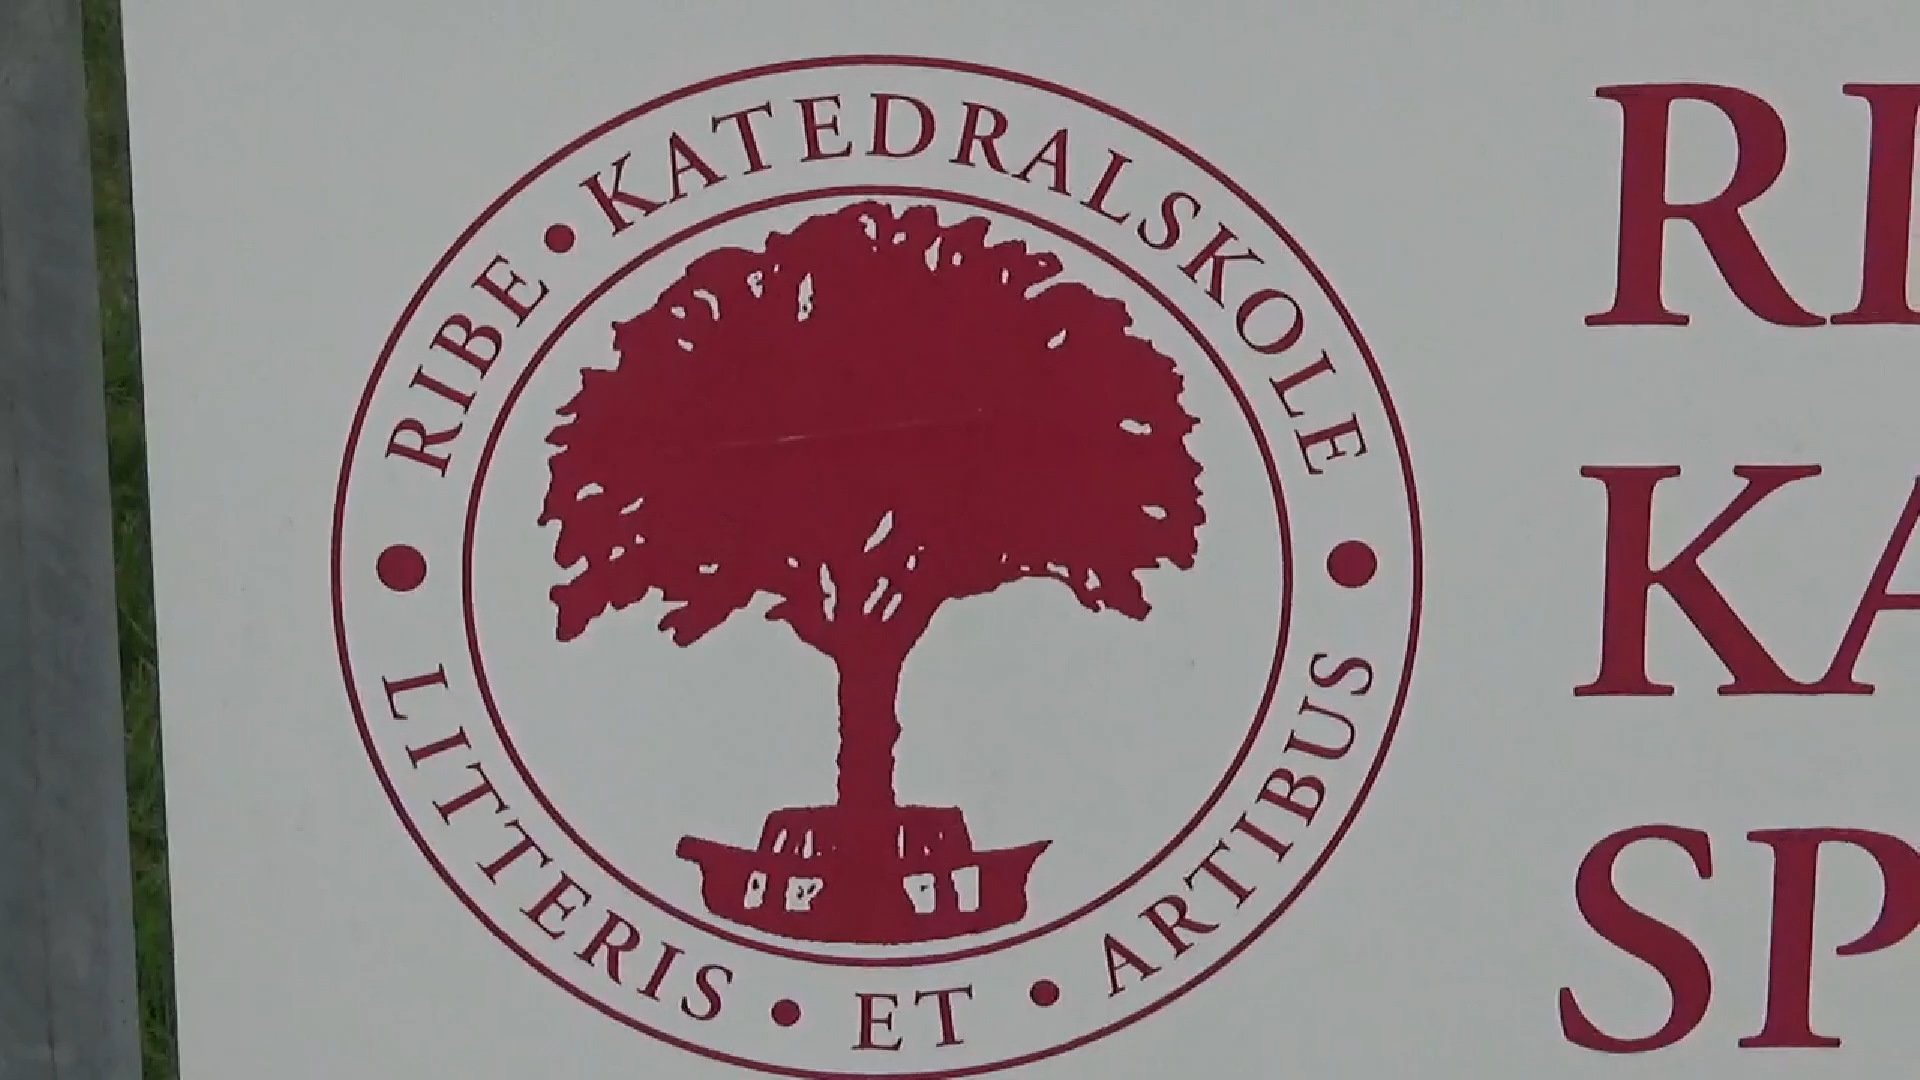 RIBE • KATEDRALSKOLE
• LITTERIS • ET • ARTIBUS •
RI
KA
SP